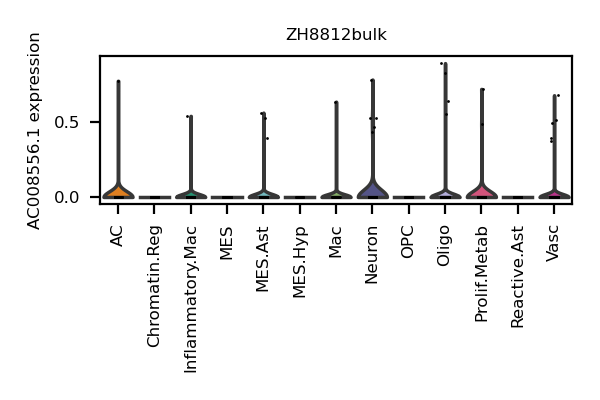 ZH8812bulk
AC008556.1 expression
0.5
0.0
AC
Chromatin.Reg
Inflammatory.Mac
MES
MES.Ast
MES.Hyp
Mac
Neuron
OPC
Oligo
Prolif.Metab
Reactive.Ast
Vasc